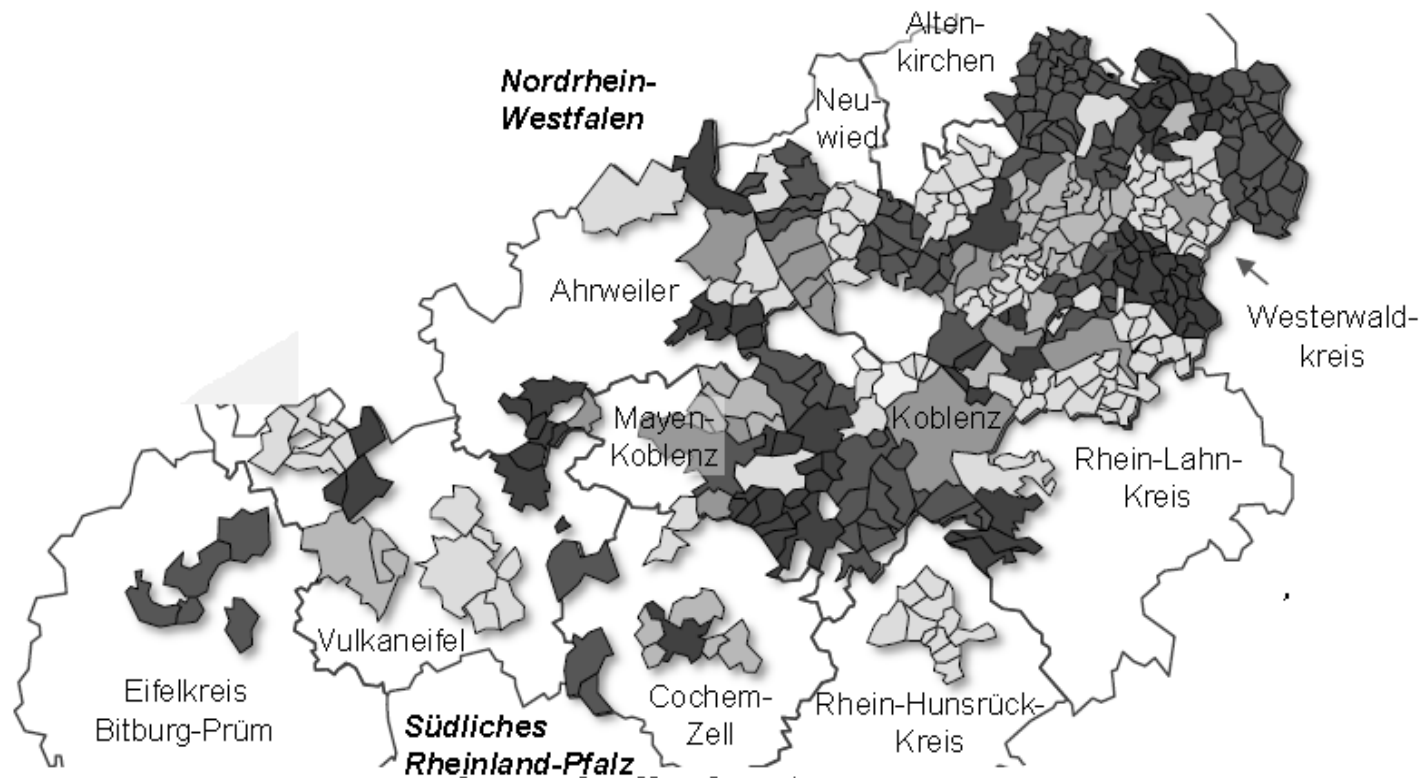 Alten-
kirchen
Nordrhein-
Westfalen
Neu-
wied
Ahrweiler
Westerwald-
kreis
Mayen-
Koblenz
Koblenz
Rhein-Lahn-
Kreis
Vulkaneifel
Eifelkreis
Bitburg-Prüm
Cochem-
Zell
Rhein-Hunsrück-
Kreis
Südliches
Rheinland-Pfalz